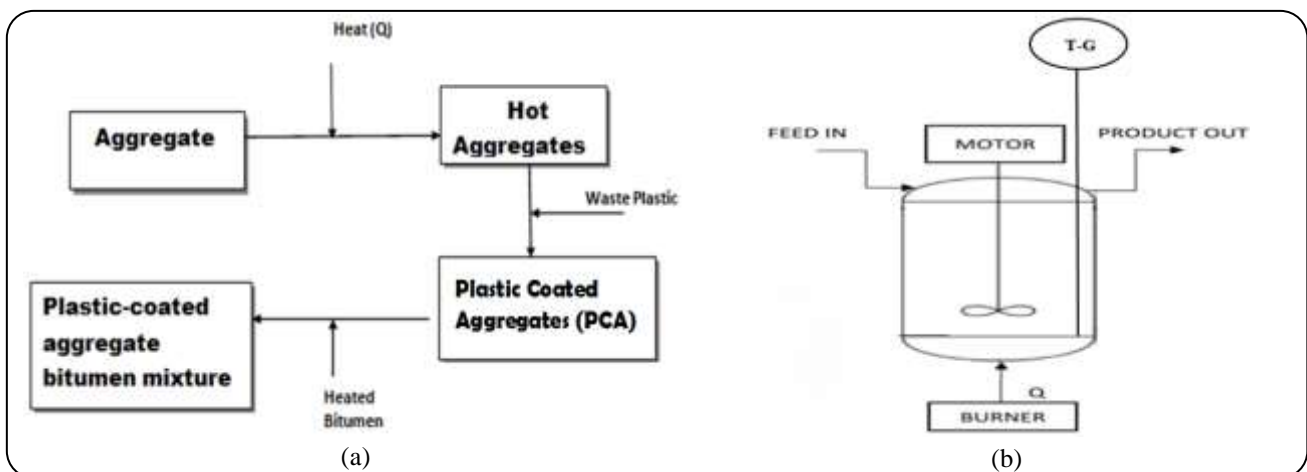 Heat (Q)
Aggregate
Hot
Aggregates
Waste Plastic
Plastic Coated
Aggregates (PCA)
Plastic-coated
aggregate
bitumen mixture
Heated
Bitumen
(a)
T-G
FEED IN
MOTOR
PRODUCT OUT
Q
BURNER
(b)